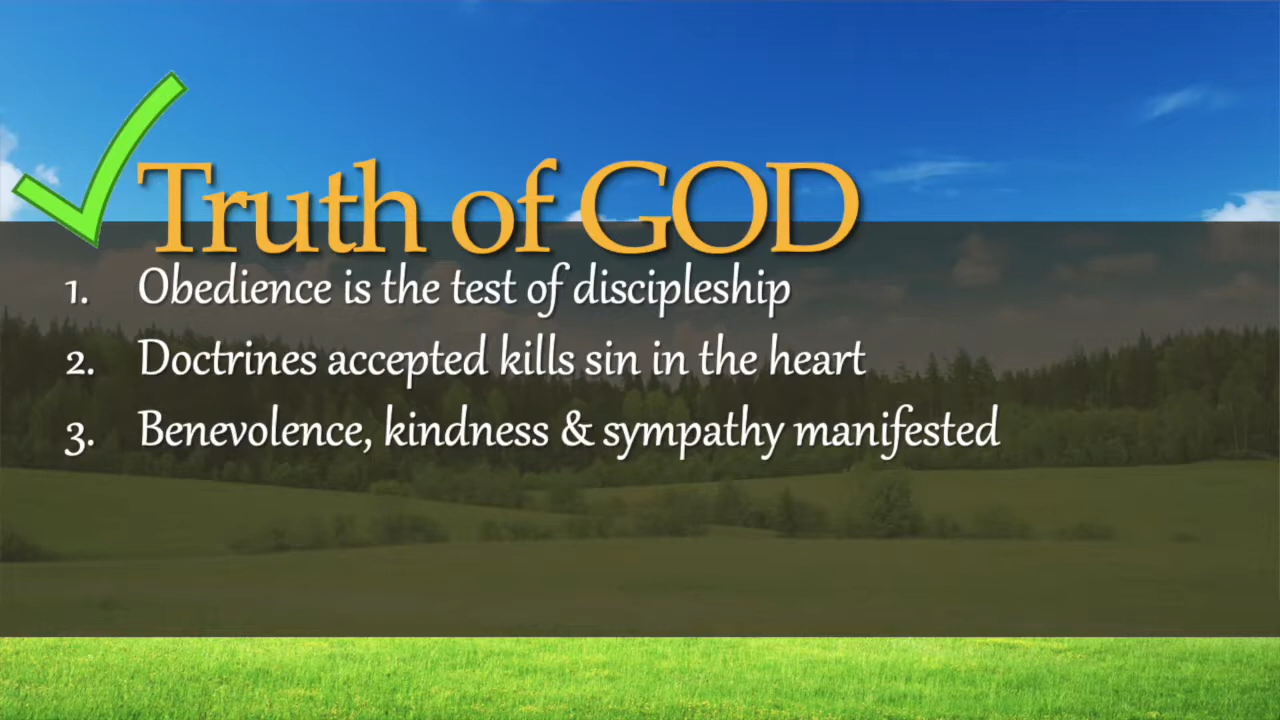 Truth of GOD
1. Obedience is the test of discipleship
2. Doctrines accepted kills sin in the heart
3. Benevolence, kindness & sympathy manifested